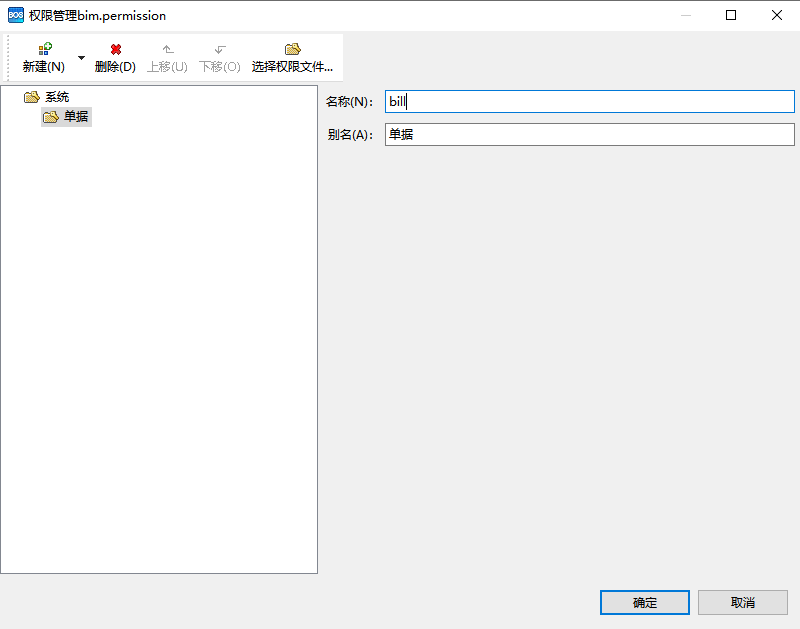 BOS 权限管理bim.permission
新建(N) 删除(D) 上移(U) 下移(O) 选择权限文件...
系统
单据
名称(N): bill
别名(A): 单据
确定 取消